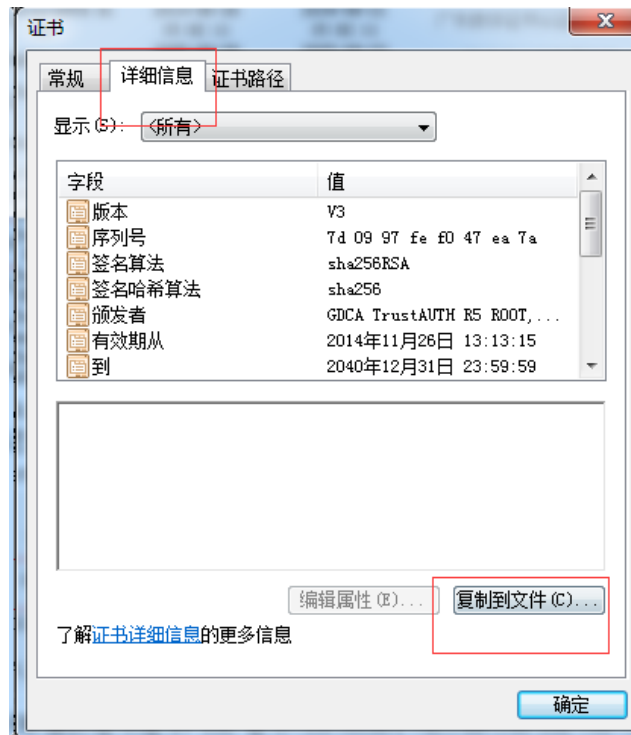 证书
常规 详细信息 证书路径
显示(S): <所有>
字段 值
版本 V3
序列号 7d 09 97 fe f0 47 ea 7a
签名算法 sha256RSA
签名哈希算法 sha256
颁发者 GDCA TrustAUTH R5 ROOT,...
有效期从 2014年11月26日 13:13:15
到 2040年12月31日 23:59:59
编辑属性(E)... 复制到文件(C)...
了解证书详细信息的更多信息
确定